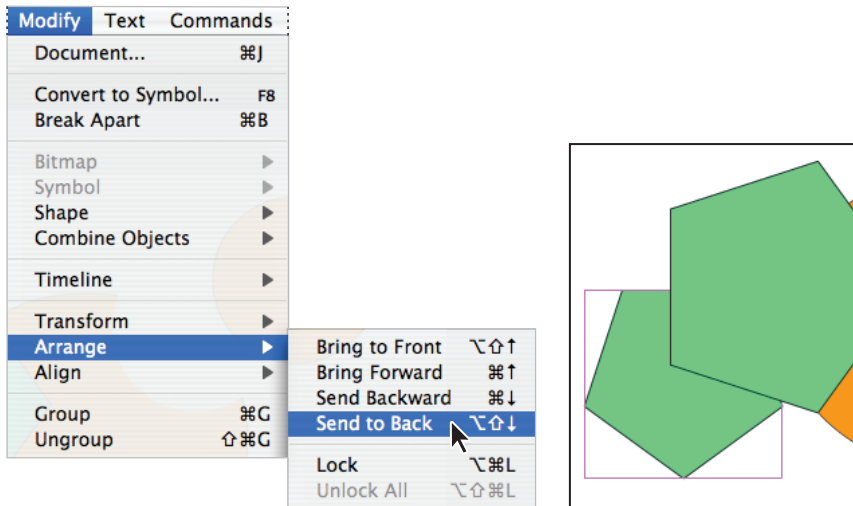 Modify Text Commands
Document... ⌘J
Convert to Symbol... F8
Break Apart ⌘B
Bitmap ▶
Symbol ▶
Shape ▶
Combine Objects ▶
Timeline ▶
Transform ▶
Arrange ▶
Align ▶
Group ⌘G
Ungroup ⇧⌘G
Bring to Front ⌥⇧↑
Bring Forward ⌘↑
Send Backward ⌘↓
Send to Back ⌥⇧↓
Lock ⌥⌘L
Unlock All ⌥⇧⌘L